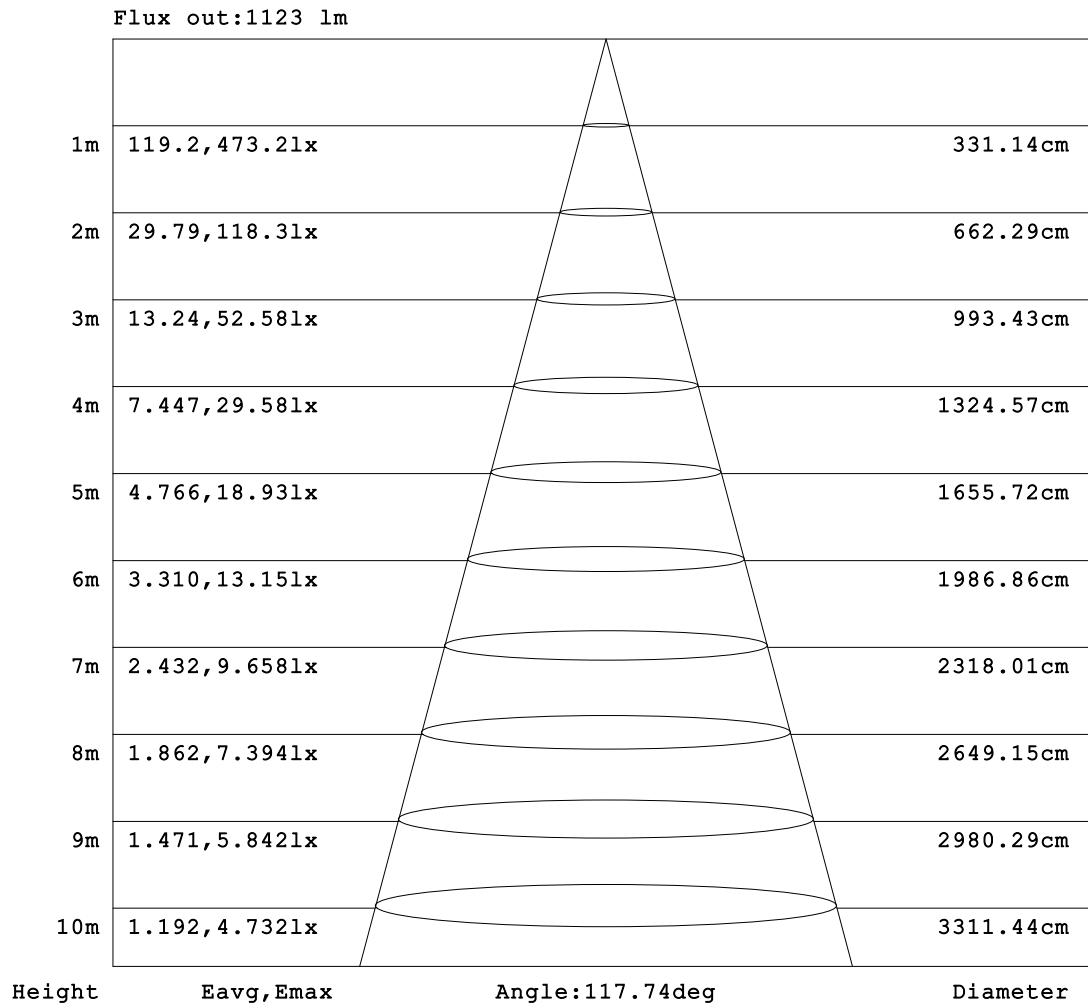 Flux out:1123 lm
1m 119.2,473.2lx 331.14cm
2m 29.79,118.3lx 662.29cm
3m 13.24,52.58lx 993.43cm
4m 7.447,29.58lx 1324.57cm
5m 4.766,18.93lx 1655.72cm
6m 3.310,13.15lx 1986.86cm
7m 2.432,9.658lx 2318.01cm
8m 1.862,7.394lx 2649.15cm
9m 1.471,5.842lx 2980.29cm
10m 1.192,4.732lx 3311.44cm
Height Eavg,Emax Angle:117.74deg Diameter